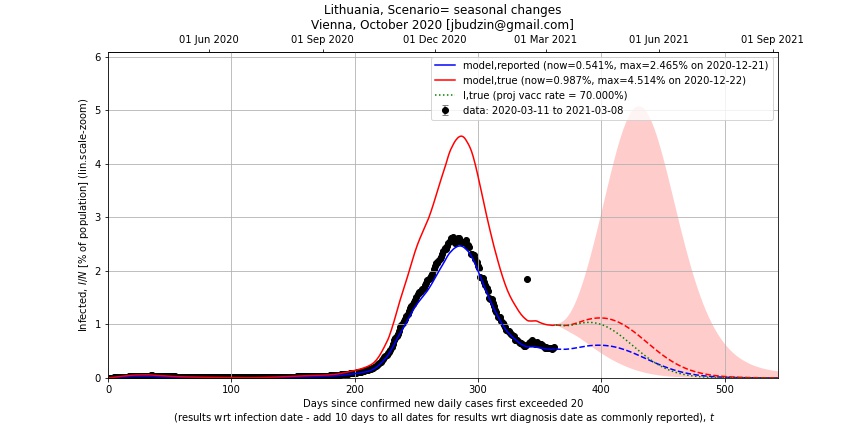 Lithuania, Scenario= seasonal changes
Vienna, October 2020 [jbudzin@gmail.com]
01 Jun 2020 01 Sep 2020 01 Dec 2020 01 Mar 2021 01 Jun 2021 01 Sep 2021
model,reported (now=0.541%, max=2.465% on 2020-12-21)
model,true (now=0.987%, max=4.514% on 2020-12-22)
I,true (proj vacc rate = 70.000%)
data: 2020-03-11 to 2021-03-08
Infected, I/N [% of population] (lin.scale-zoom)
6
5
4
3
2
1
0
0 100 200 300 400 500
Days since confirmed new daily cases first exceeded 20
(results wrt infection date - add 10 days to all dates for results wrt diagnosis date as commonly reported), t